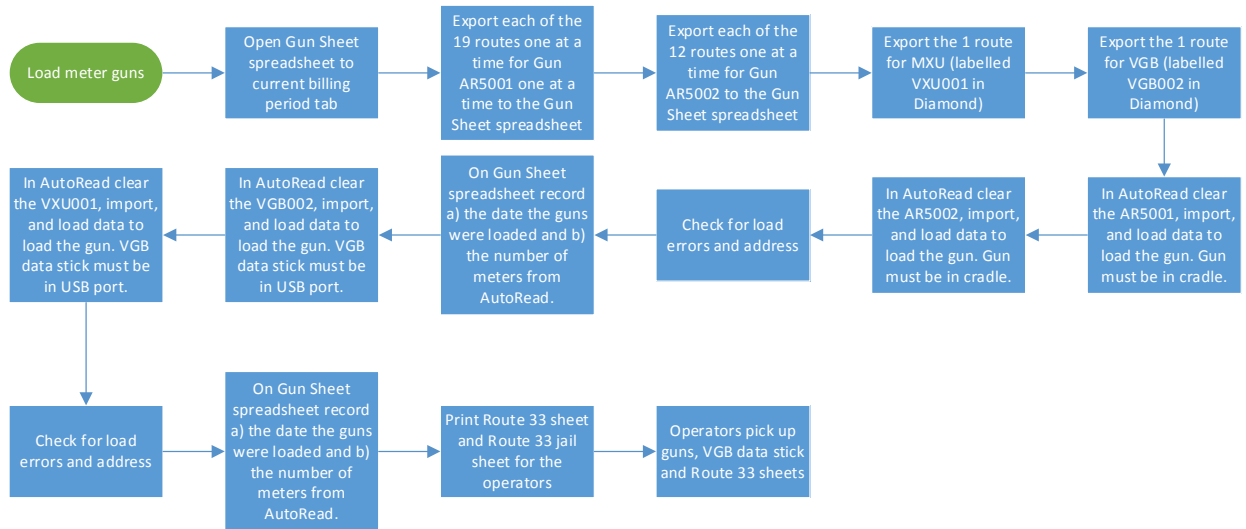 Load meter guns
Open Gun Sheet
spreadsheet to
current billing
period tab
Export each of the
19 routes one at a
time for Gun
AR5001 one at a
time to the Gun
Sheet spreadsheet
Export each of the
12 routes one at a
time for Gun
AR5002 to the Gun
Sheet spreadsheet
Export the 1 route
for MXU (labelled
VXU001 in
Diamond)
Export the 1 route
for VGB (labelled
VGB002 in
Diamond)
In AutoRead clear
the AR5001, import,
and load data to
load the gun. Gun
must be in cradle.
In AutoRead clear
the AR5002, import,
and load data to
load the gun. Gun
must be in cradle.
Check for load
errors and address
On Gun Sheet
spreadsheet record
a) the date the guns
were loaded and b)
the number of
meters from
AutoRead.
In AutoRead clear
the VGB002, import,
and load data to
load the gun. VGB
data stick must be
in USB port.
In AutoRead clear
the VXU001, import,
and load data to
load the gun. VGB
data stick must be
in USB port.
Check for load
errors and address
On Gun Sheet
spreadsheet record
a) the date the guns
were loaded and b)
the number of
meters from
AutoRead.
Print Route 33 sheet
and Route 33 jail
sheet for the
operators
Operators pick up
guns, VGB data stick
and Route 33 sheets